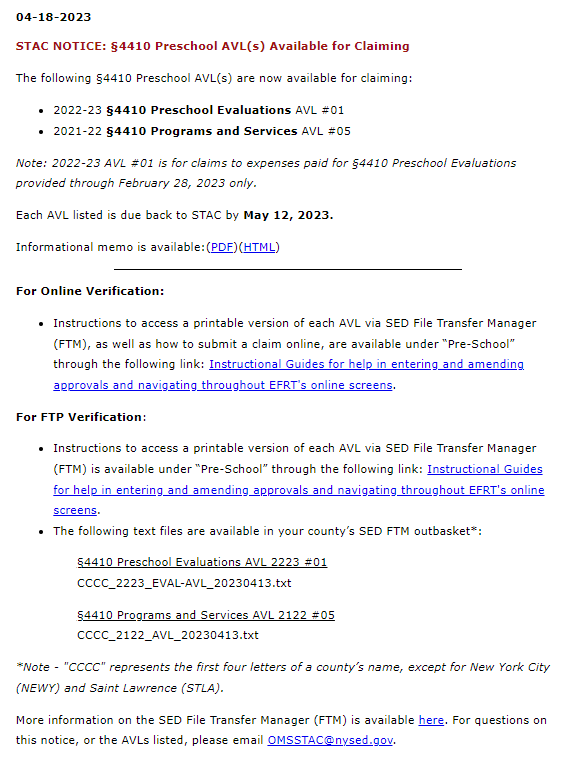 04-18-2023
STAC NOTICE: §4410 Preschool AVL(s) Available for Claiming
The following §4410 Preschool AVL(s) are now available for claiming:
• 2022-23 §4410 Preschool Evaluations AVL #01
• 2021-22 §4410 Programs and Services AVL #05
Note: 2022-23 AVL #01 is for claims to expenses paid for §4410 Preschool Evaluations
provided through February 28, 2023 only.
Each AVL listed is due back to STAC by May 12, 2023.
Informational memo is available:(PDF)(HTML)
For Online Verification:
• Instructions to access a printable version of each AVL via SED File Transfer Manager
(FTM), as well as how to submit a claim online, are available under “Pre-School”
through the following link: Instructional Guides for help in entering and amending
approvals and navigating throughout EFRT's online screens.
For FTP Verification:
• Instructions to access a printable version of each AVL via SED File Transfer Manager
(FTM) is available under “Pre-School” through the following link: Instructional Guides
for help in entering and amending approvals and navigating throughout EFRT's online
screens.
• The following text files are available in your county’s SED FTM outbasket*:
§4410 Preschool Evaluations AVL 2223 #01
CCCC_2223_EVAL-AVL_20230413.txt
§4410 Programs and Services AVL 2122 #05
CCCC_2122_AVL_20230413.txt
*Note - "CCCC" represents the first four letters of a county’s name, except for New York City
(NEWY) and Saint Lawrence (STLA).
More information on the SED File Transfer Manager (FTM) is available here. For questions on
this notice, or the AVLs listed, please email OMSSTAC@nysed.gov.